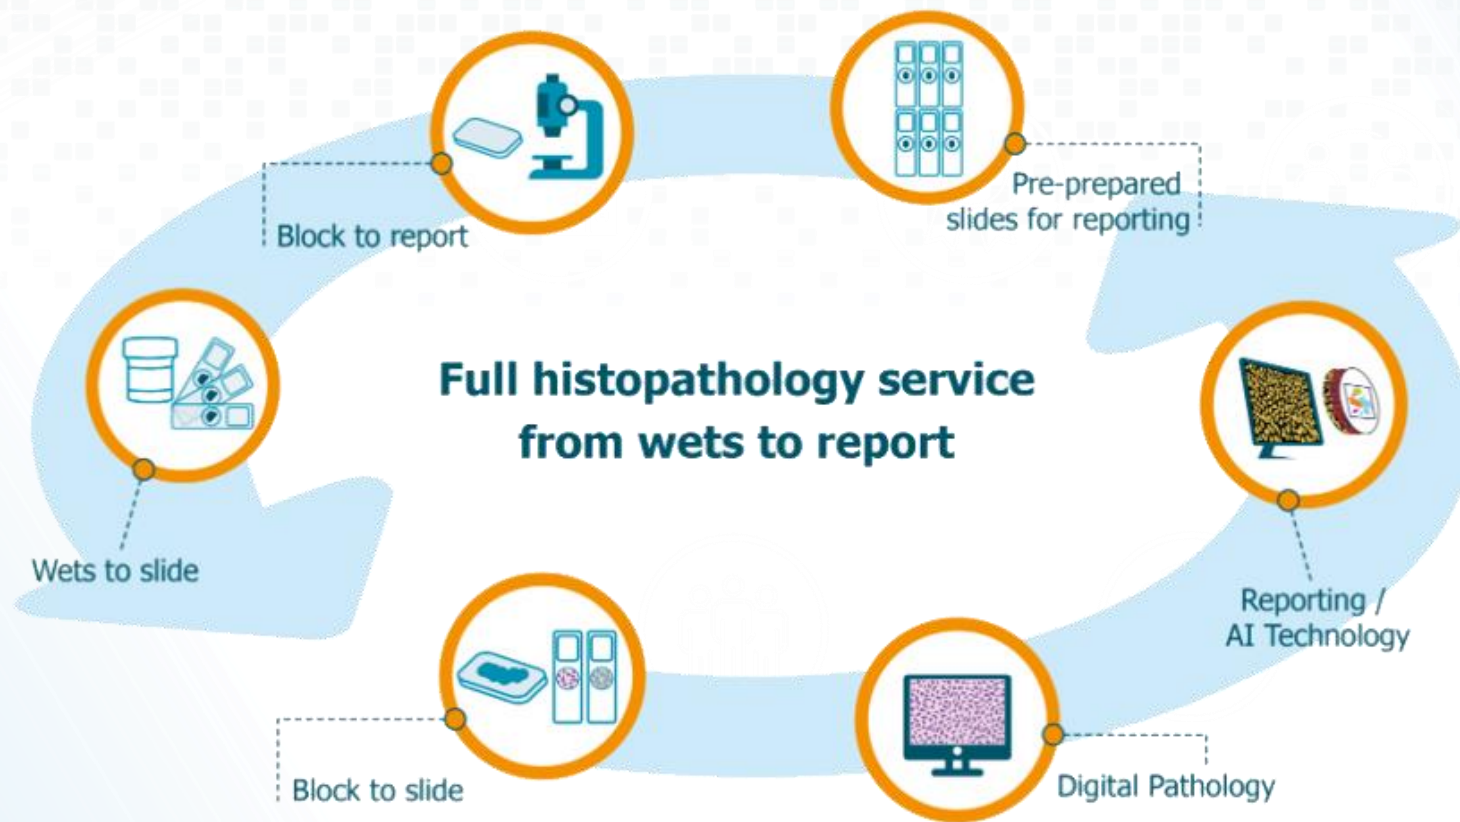 Pre-prepared
slides for reporting
Block to report
Full histopathology service
from wets to report
Wets to slide
Reporting /
AI Technology
Block to slide
Digital Pathology